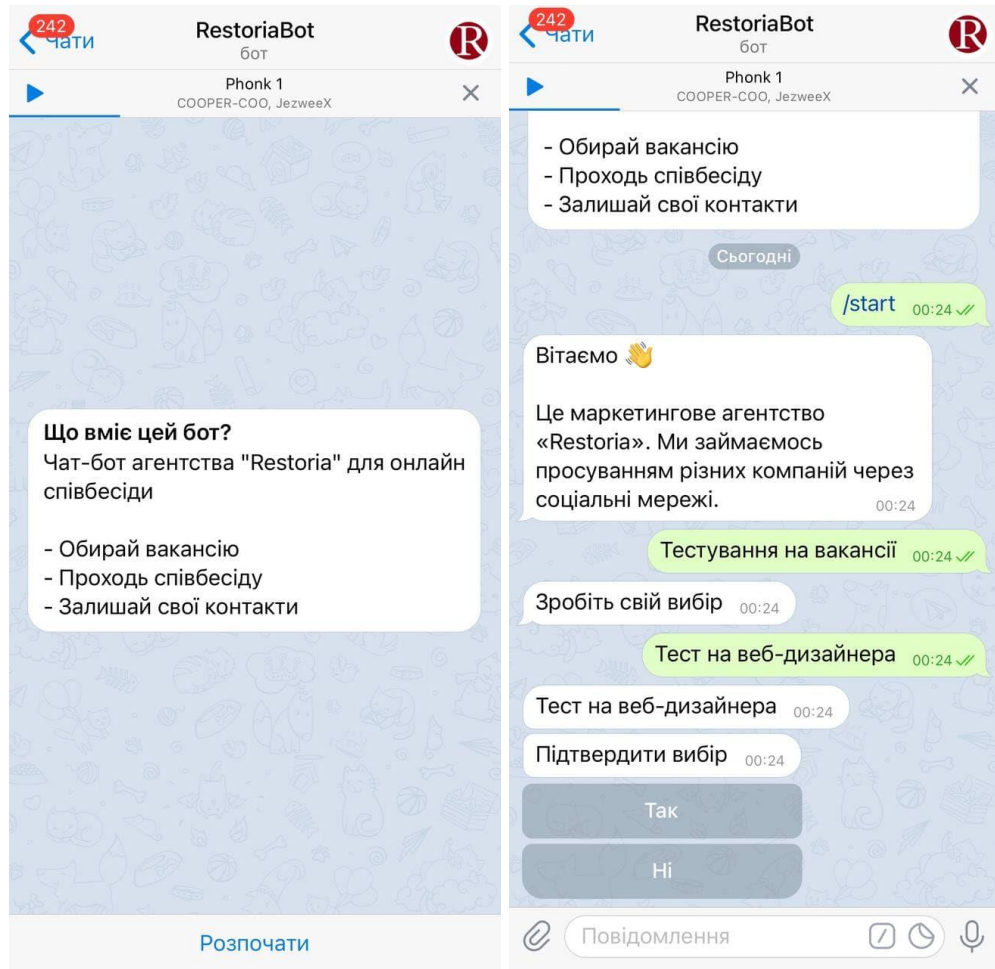 242
Чати
RestoriaBot
бот
R
Phonk 1
COOPER-COO, JezweeX
Що вміє цей бот?
Чат-бот агентства "Restoria" для онлайн
співбесіди
- Обирай вакансію
- Проходь співбесіду
- Залишай свої контакти
Розпочати
242
Чати
RestoriaBot
бот
R
Phonk 1
COOPER-COO, JezweeX
- Обирай вакансію
- Проходь співбесіду
- Залишай свої контакти
Сьогодні
/start 00:24
Вітаємо 👋
Це маркетингове агентство
«Restoria». Ми займаємось
просуванням різних компаній через
соціальні мережі. 00:24
Тестування на вакансії 00:24
Зробіть свій вибір 00:24
Тест на веб-дизайнера 00:24
Тест на веб-дизайнера 00:24
Підтвердити вибір 00:24
Так
Ні
Повідомлення